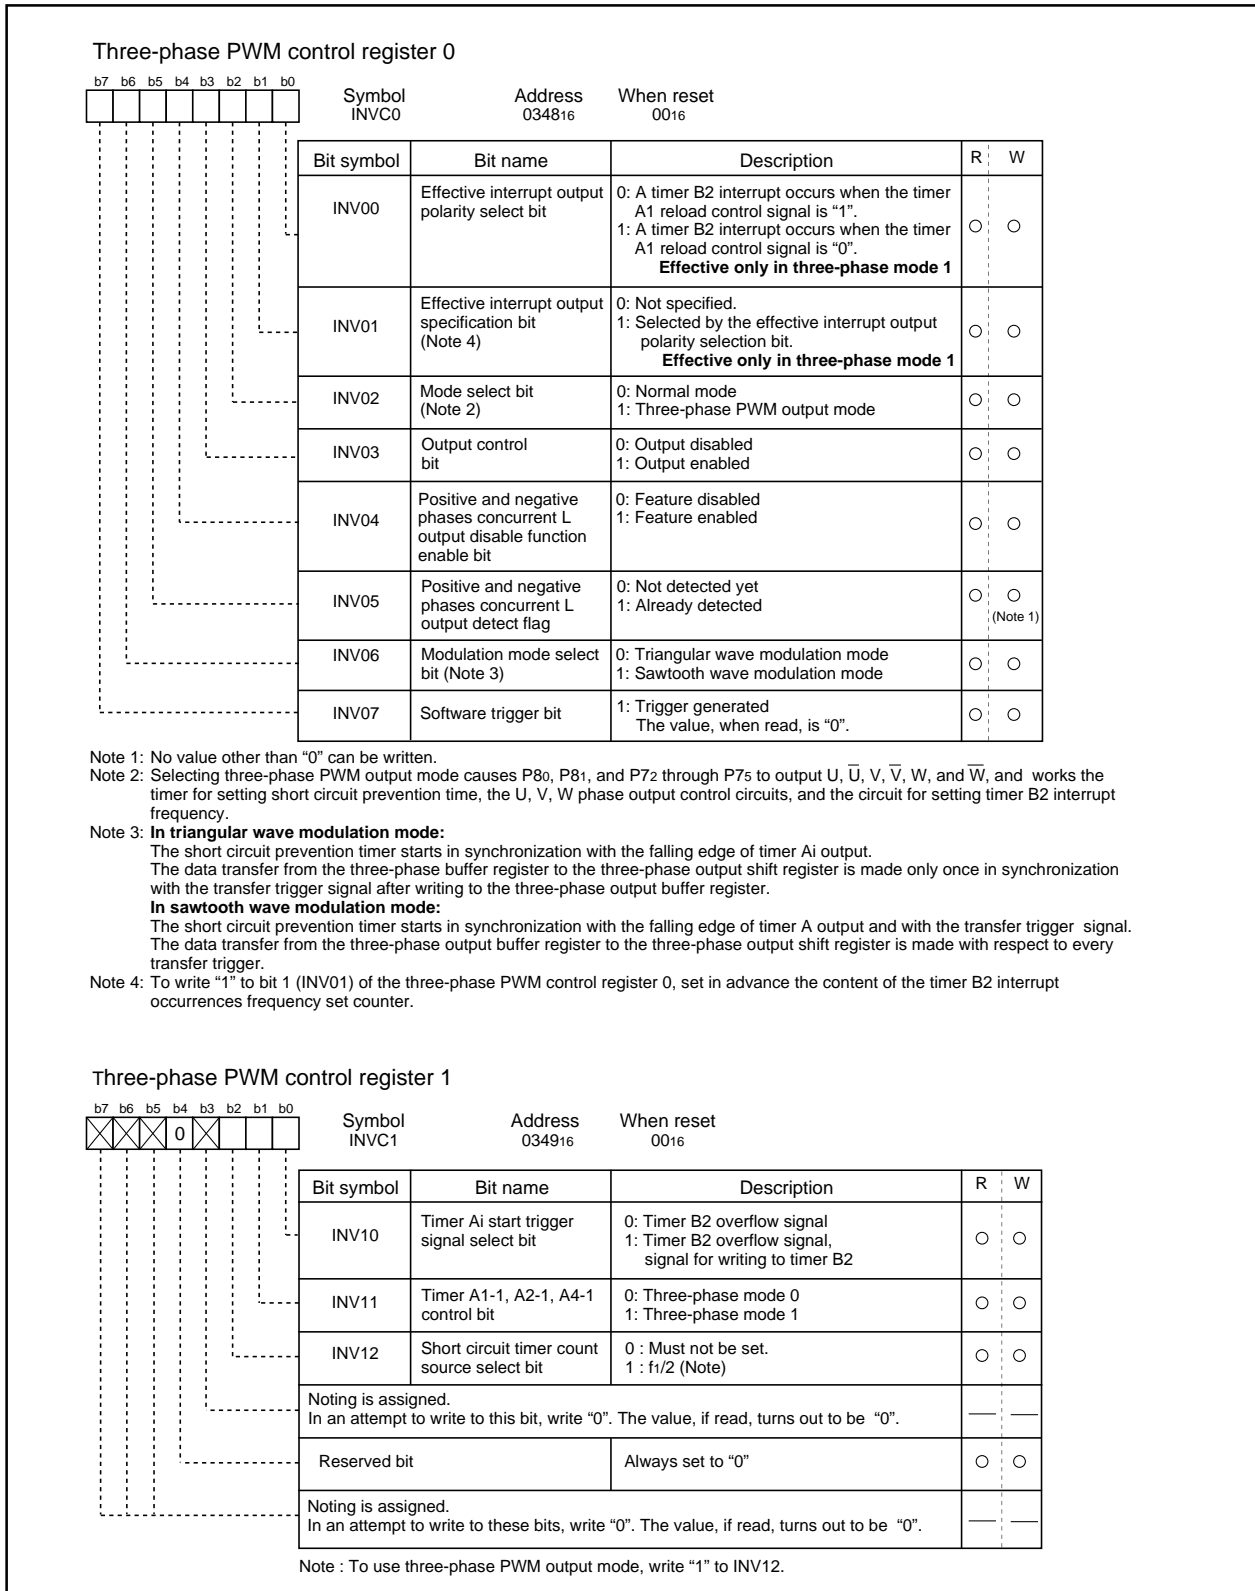 Three-phase PWM control register 0
b7 b6 b5 b4 b3 b2 b1 b0
Symbol Address When reset
INVC0 034816 0016
Bit symbol Bit name Description R W
INV00 Effective interrupt output polarity select bit 0: A timer B2 interrupt occurs when the timer
A1 reload control signal is “1”.
1: A timer B2 interrupt occurs when the timer
A1 reload control signal is “0”.
Effective only in three-phase mode 1
INV01 Effective interrupt output specification bit (Note 4) 0: Not specified.
1: Selected by the effective interrupt output
polarity selection bit.
Effective only in three-phase mode 1
INV02 Mode select bit (Note 2) 0: Normal mode
1: Three-phase PWM output mode
INV03 Output control bit 0: Output disabled
1: Output enabled
INV04 Positive and negative phases concurrent L output disable function enable bit 0: Feature disabled
1: Feature enabled
INV05 Positive and negative phases concurrent L output detect flag 0: Not detected yet
1: Already detected
(Note 1)
INV06 Modulation mode select bit (Note 3) 0: Triangular wave modulation mode
1: Sawtooth wave modulation mode
INV07 Software trigger bit 1: Trigger generated
The value, when read, is “0”.
Note 1: No value other than “0” can be written.
Note 2: Selecting three-phase PWM output mode causes P80, P81, and P72 through P75 to output U, U̅, V, V̅, W, and W̅, and works the
timer for setting short circuit prevention time, the U, V, W phase output control circuits, and the circuit for setting timer B2 interrupt
frequency.
Note 3: In triangular wave modulation mode:
The short circuit prevention timer starts in synchronization with the falling edge of timer Ai output.
The data transfer from the three-phase buffer register to the three-phase output shift register is made only once in synchronization
with the transfer trigger signal after writing to the three-phase output buffer register.
In sawtooth wave modulation mode:
The short circuit prevention timer starts in synchronization with the falling edge of timer A output and with the transfer trigger signal.
The data transfer from the three-phase output buffer register to the three-phase output shift register is made with respect to every
transfer trigger.
Note 4: To write “1” to bit 1 (INV01) of the three-phase PWM control register 0, set in advance the content of the timer B2 interrupt
occurrences frequency set counter.
Three-phase PWM control register 1
b7 b6 b5 b4 b3 b2 b1 b0
0
Symbol Address When reset
INVC1 034916 0016
Bit symbol Bit name Description R W
INV10 Timer Ai start trigger signal select bit 0: Timer B2 overflow signal
1: Timer B2 overflow signal,
signal for writing to timer B2
INV11 Timer A1-1, A2-1, A4-1 control bit 0: Three-phase mode 0
1: Three-phase mode 1
INV12 Short circuit timer count source select bit 0 : Must not be set.
1 : f1/2 (Note)
Noting is assigned.
In an attempt to write to this bit, write “0”. The value, if read, turns out to be “0”.
Reserved bit Always set to “0”
Noting is assigned.
In an attempt to write to these bits, write “0”. The value, if read, turns out to be “0”.
Note : To use three-phase PWM output mode, write “1” to INV12.